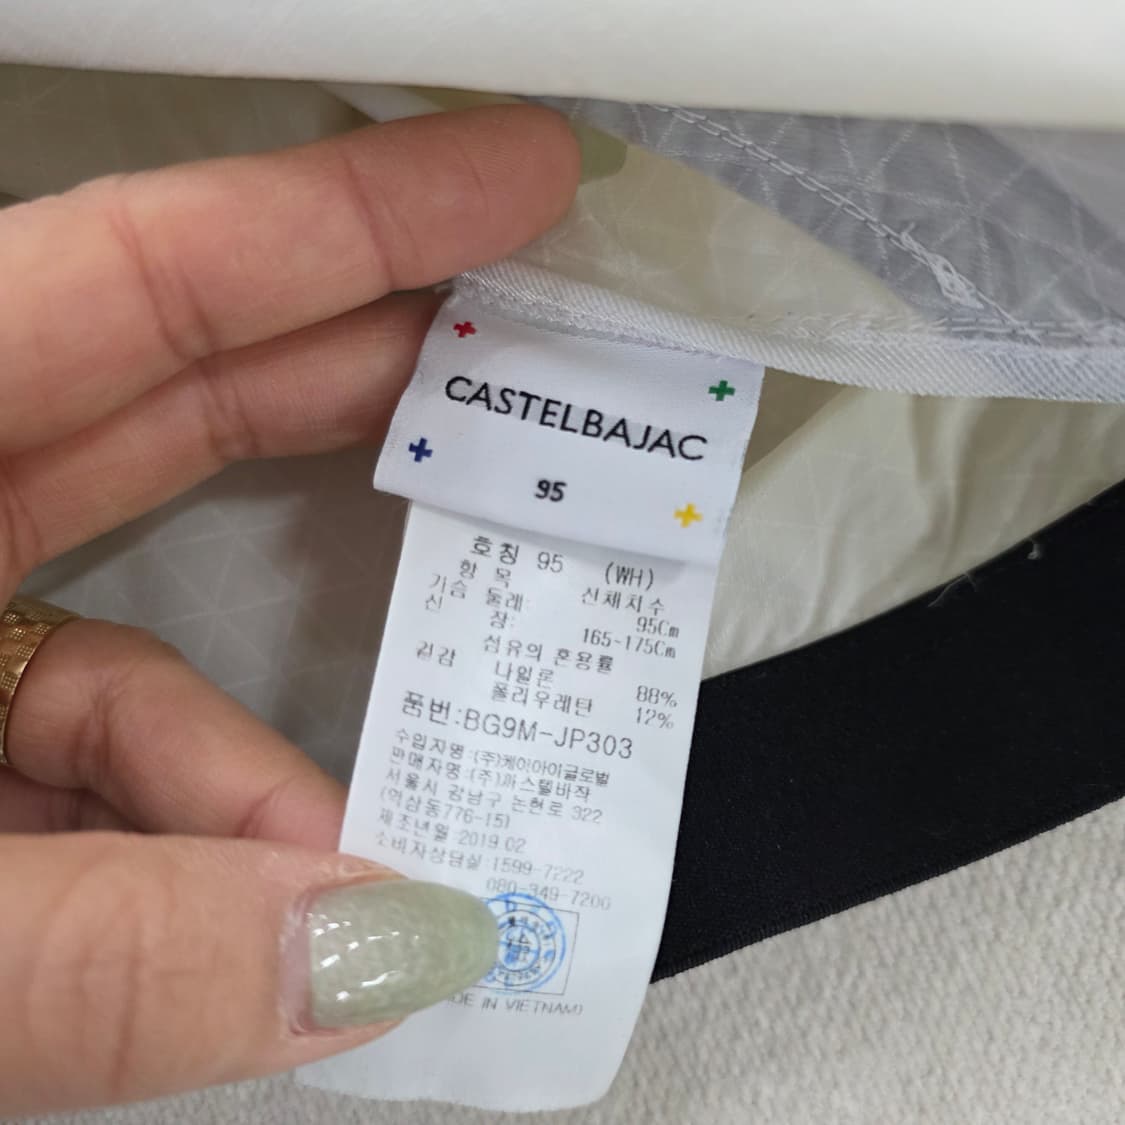 CASTELBAJAC
95
호칭 95 (WH)
항 목 신체치수
가슴 둘레: 95Cm
신 장: 165-175Cm
섬유의 혼용률
겉감 나일론 88%
폴리우레탄 12%
품번:BG9M-JP303
수입자명:(주)케이아이글로벌
판매자명:(주)까스텔바작
서울시 강남구 논현로 322
(역삼동776-15)
제조년월:2019.02
소비자상담실:1599-7222
080-349-7200
DE IN VIETNAM)